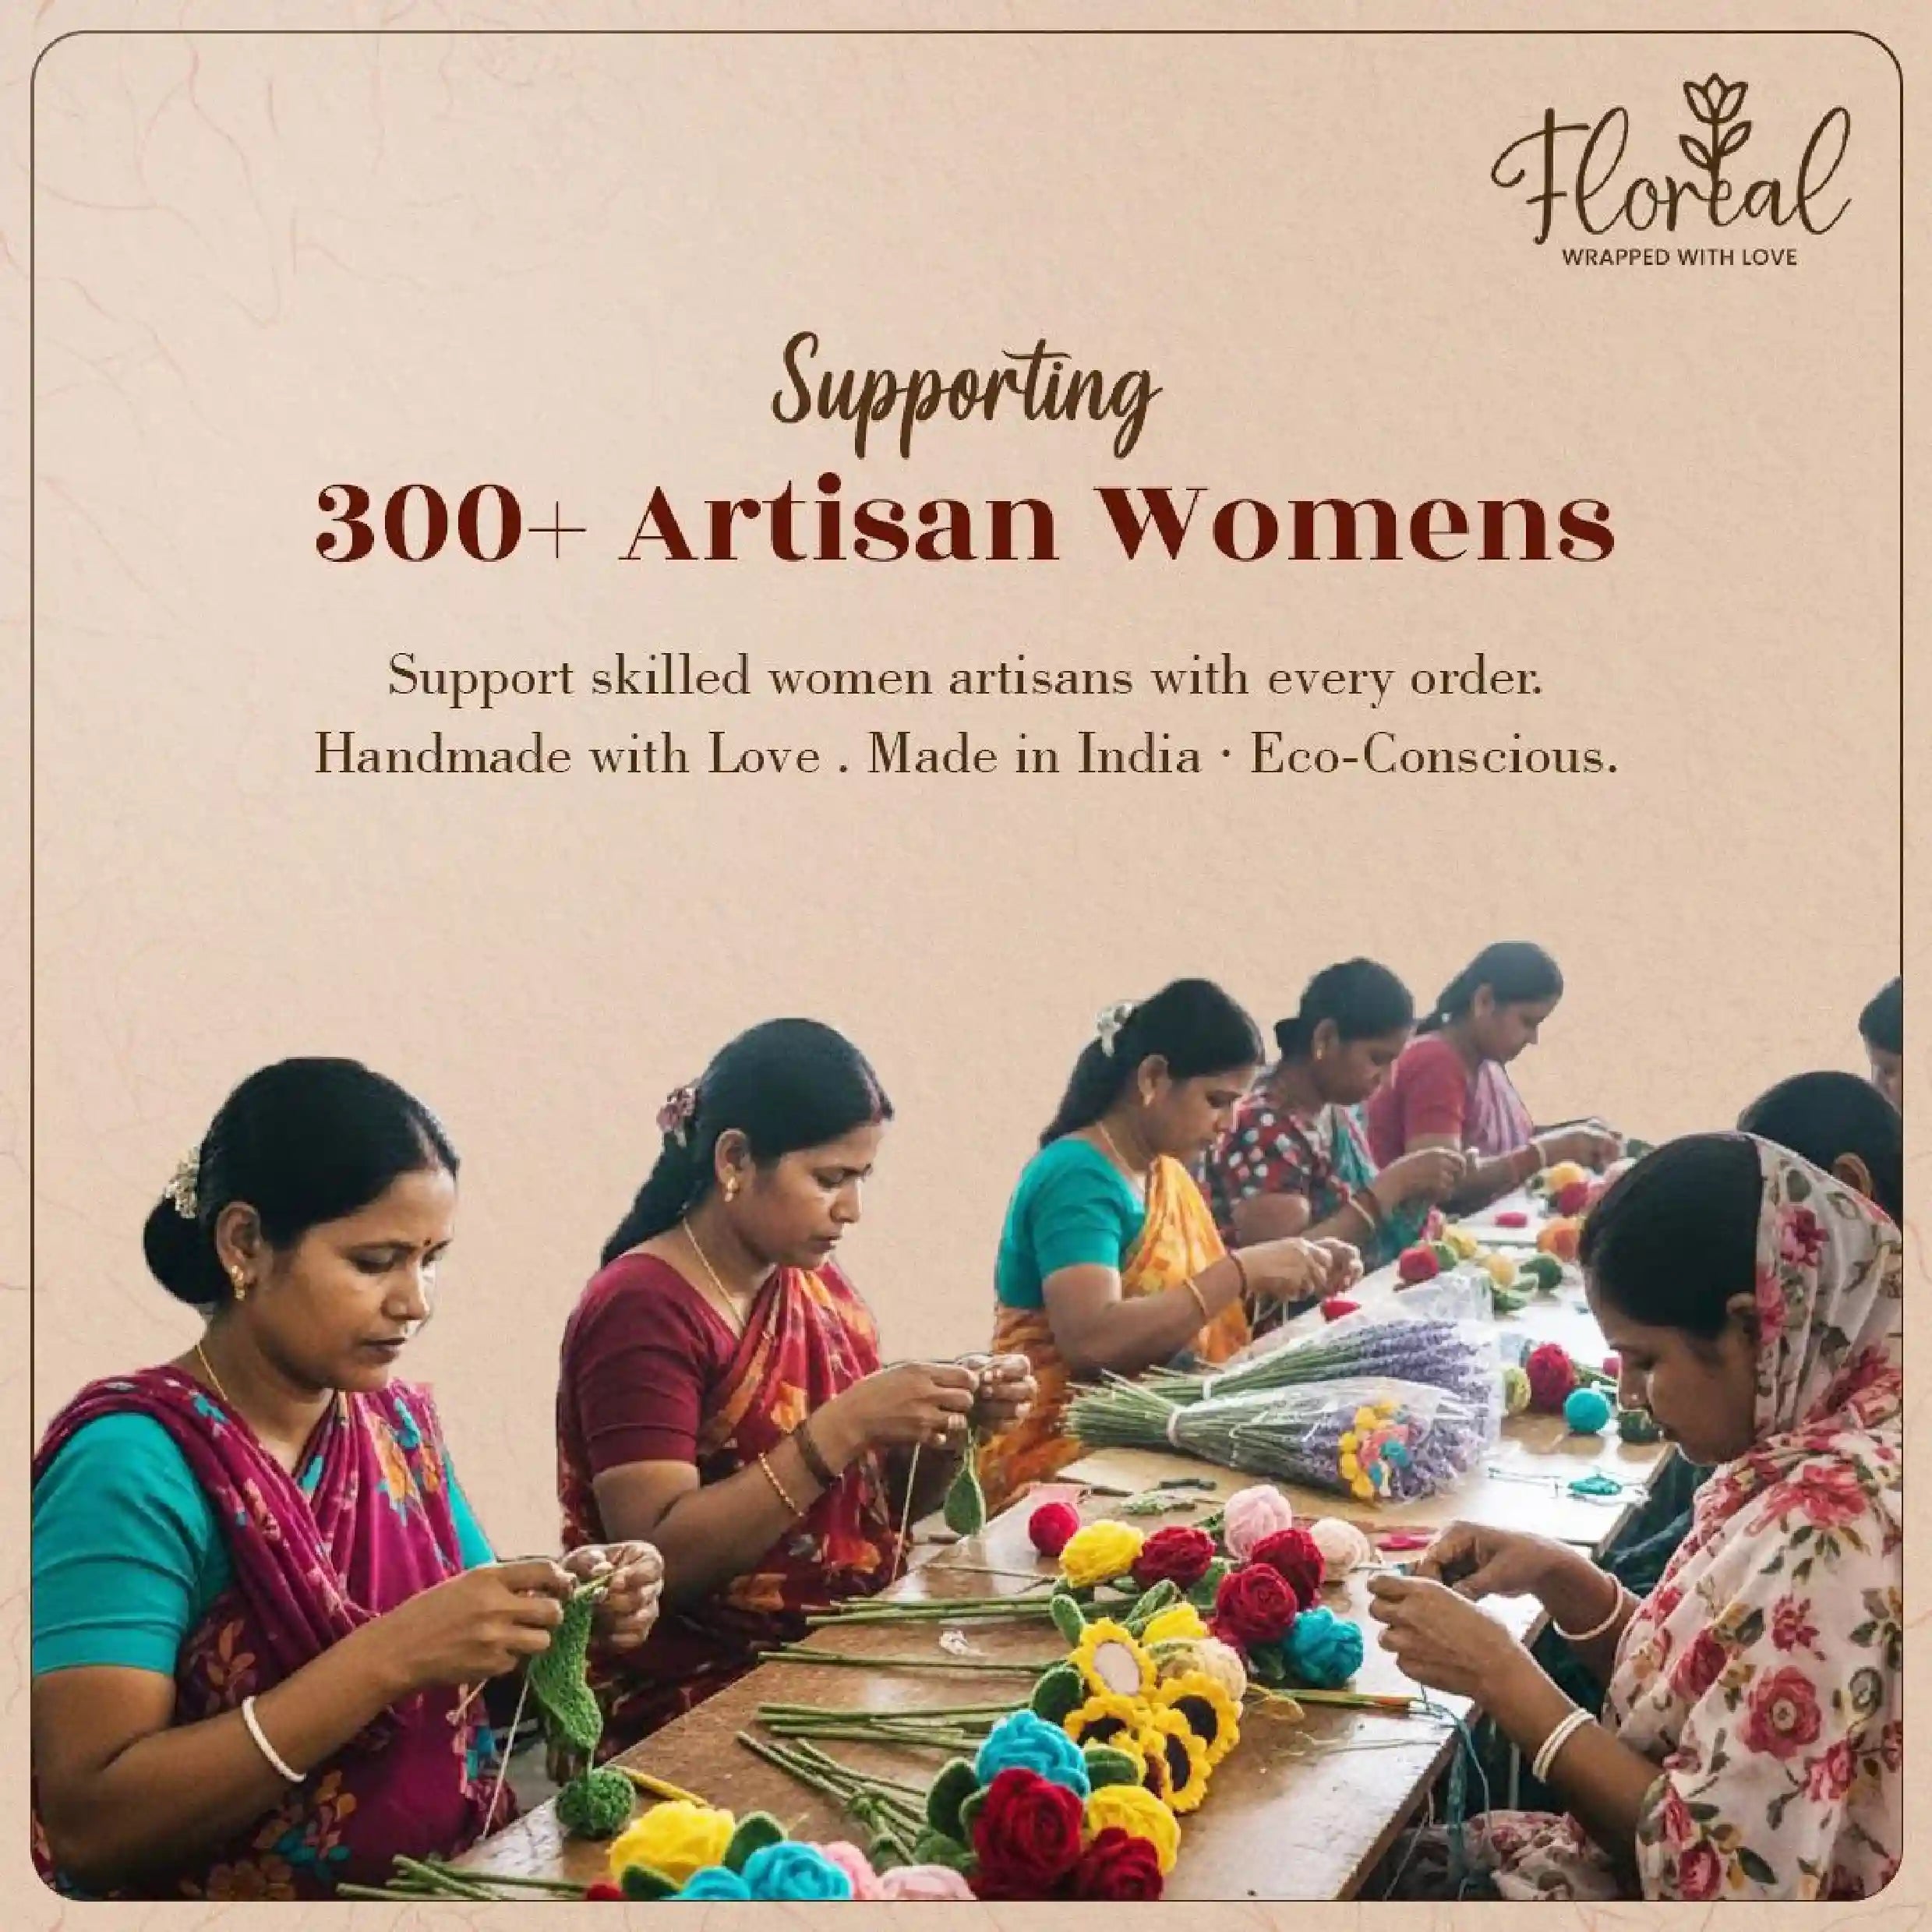 Floreal
WRAPPED WITH LOVE
Supporting
300+ Artisan Womens
Support skilled women artisans with every order.
Handmade with Love . Made in India · Eco-Conscious.